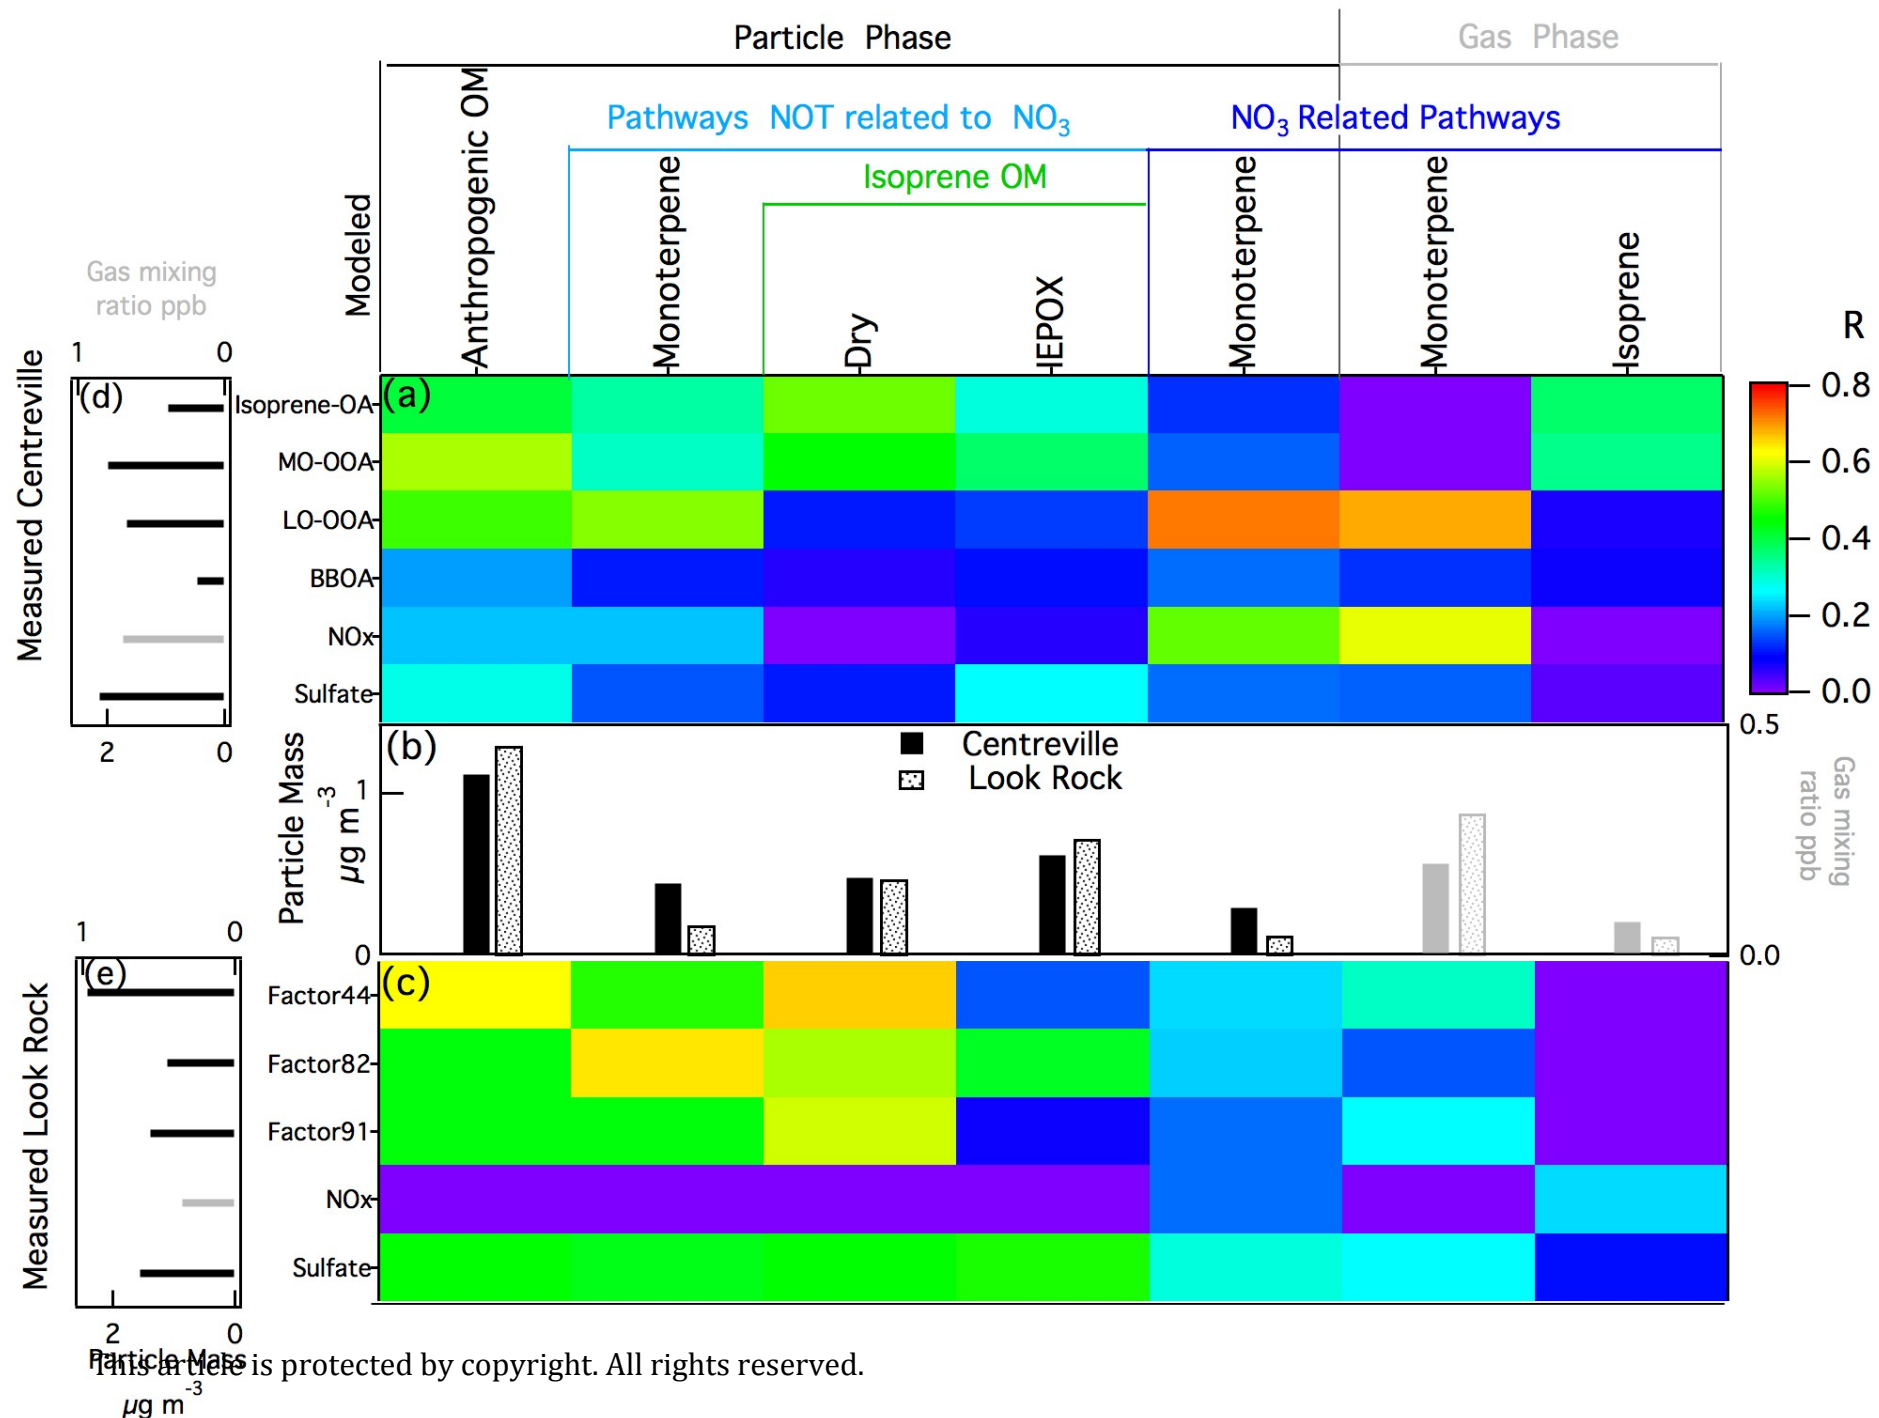 Particle Phase
Gas Phase
Pathways NOT related to NO3
NO3 Related Pathways
Isoprene OM
Modeled
Anthropogenic OM
Monoterpene
Dry
IEPOX
Monoterpene
Monoterpene
Isoprene
Gas mixing
ratio ppb
1 0
Measured Centreville
(d)
2 0
(a)
Isoprene-OA
MO-OOA
LO-OOA
BBOA
NOx
Sulfate
R
0.8
0.6
0.4
0.2
0.0
(b)
Centreville
Look Rock
Particle Mass
µg m-3
1
0
0.5
0.0
Gas mixing
ratio ppb
1 0
Measured Look Rock
(e)
2 0
Particle Mass
µg m-3
(c)
Factor44
Factor82
Factor91
NOx
Sulfate
This article is protected by copyright. All rights reserved.